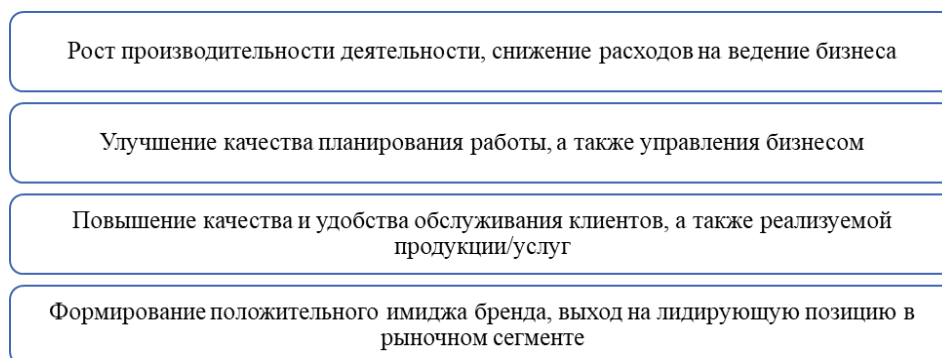 Рост производительности деятельности, снижение расходов на ведение бизнеса
Улучшение качества планирования работы, а также управления бизнесом
Повышение качества и удобства обслуживания клиентов, а также реализуемой
продукции/услуг
Формирование положительного имиджа бренда, выход на лидирующую позицию в
рыночном сегменте